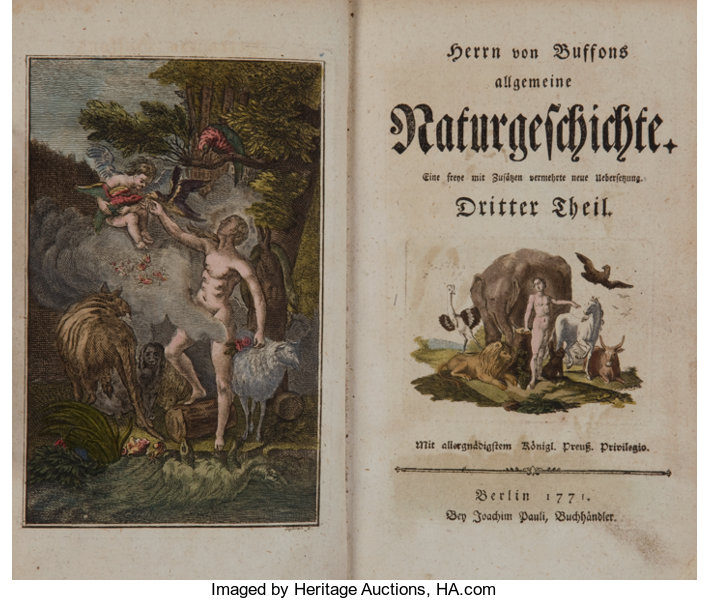 Herrn von Buffons
allgemeine
Naturgeſchichte.
Eine freye mit Zuſätzen vermehrte neue Ueberſetzung.
Dritter Theil.
Mit allergnädigſtem Königl. Preuß. Privilegio.
Berlin 1771.
Bey Joachim Pauli, Buchhändler.
Imaged by Heritage Auctions, HA.com